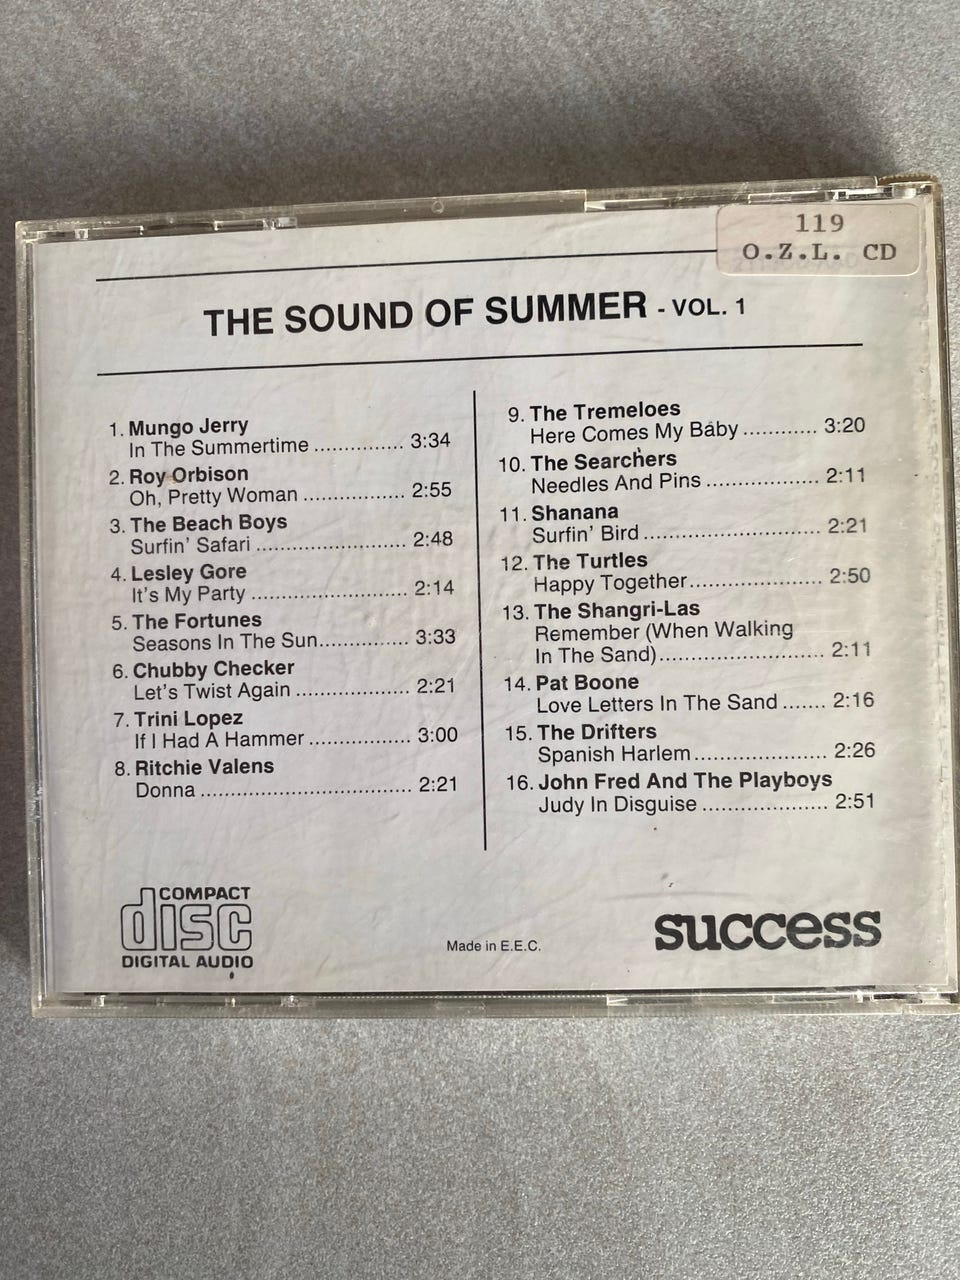 119
O.Z.L. CD
THE SOUND OF SUMMER - VOL. 1
1. Mungo Jerry
In The Summertime .............. 3:34
2. Roy Orbison
Oh, Pretty Woman ................ 2:55
3. The Beach Boys
Surfin' Safari ....................... 2:48
4. Lesley Gore
It's My Party ........................ 2:14
5. The Fortunes
Seasons In The Sun.............. 3:33
6. Chubby Checker
Let's Twist Again .................. 2:21
7. Trini Lopez
If I Had A Hammer ................ 3:00
8. Ritchie Valens
Donna ................................ 2:21
9. The Tremeloes
Here Comes My Baby ........... 3:20
10. The Searchers
Needles And Pins ................. 2:11
11. Shanana
Surfin' Bird ........................... 2:21
12. The Turtles
Happy Together.................... 2:50
13. The Shangri-Las
Remember (When Walking
In The Sand)......................... 2:11
14. Pat Boone
Love Letters In The Sand ....... 2:16
15. The Drifters
Spanish Harlem.................... 2:26
16. John Fred And The Playboys
Judy In Disguise ................... 2:51
COMPACT
disc
DIGITAL AUDIO
Made in E.E.C.
success